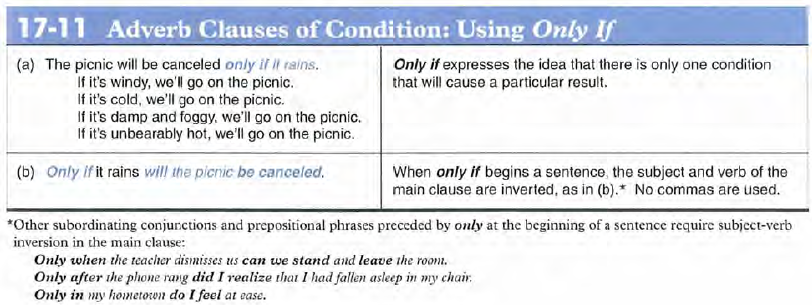 17-11 Adverb Clauses of Condition: Using Only If
(a) The picnic will be canceled only if it rains.
If it's windy, we'll go on the picnic.
If it's cold, we'll go on the picnic.
If it's damp and foggy, we'll go on the picnic.
If it's unbearably hot, we'll go on the picnic.
Only if expresses the idea that there is only one condition
that will cause a particular result.
(b) Only if it rains will the picnic be canceled.
When only if begins a sentence, the subject and verb of the
main clause are inverted, as in (b).* No commas are used.
*Other subordinating conjunctions and prepositional phrases preceded by only at the beginning of a sentence require subject-verb
inversion in the main clause:
Only when the teacher dismisses us can we stand and leave the room.
Only after the phone rang did I realize that I had fallen asleep in my chair.
Only in my hometown do I feel at ease.